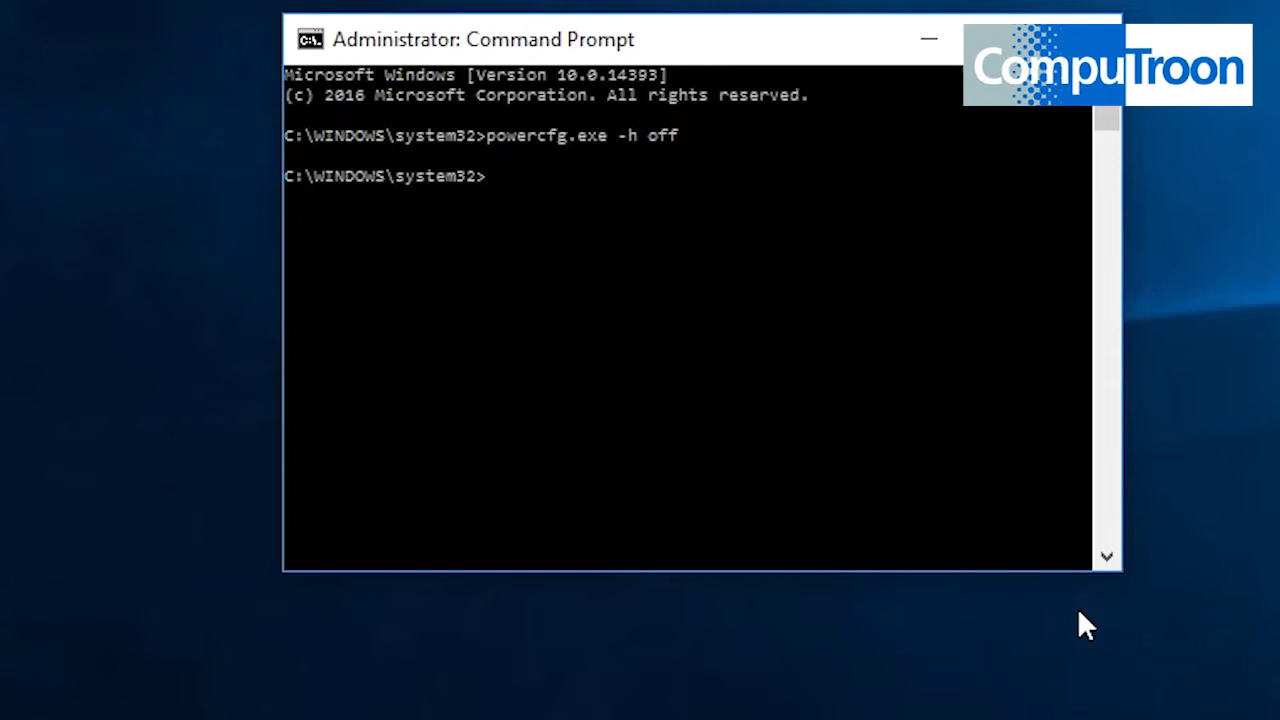 Administrator: Command Prompt
CompuTroon
Microsoft Windows [Version 10.0.14393]
(c) 2016 Microsoft Corporation. All rights reserved.
C:\WINDOWS\system32>powercfg.exe -h off
C:\WINDOWS\system32>